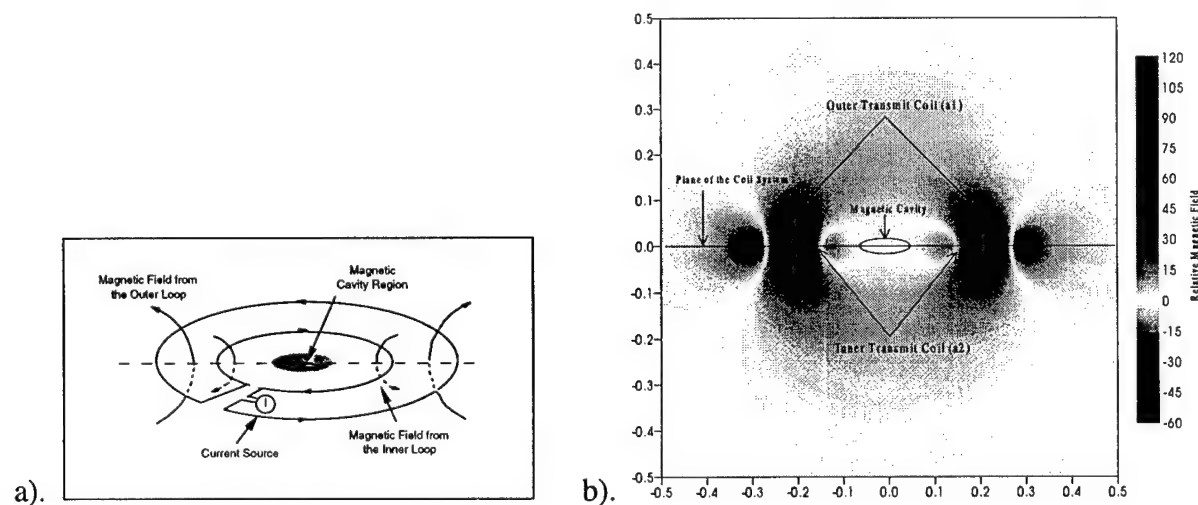 Magnetic Field from
the Outer Loop
Magnetic
Cavity Region
I
Current Source
Magnetic Field from
the Inner Loop
a).
0.5
0.4
0.3
0.2
0.1
0.0
-0.1
-0.2
-0.3
-0.4
-0.5
Outer Transmit Coil (a1)
Plane of the Coil System
Magnetic Cavity
Inner Transmit Coil (a2)
b).
-0.5 -0.4 -0.3 -0.2 -0.1 0.0 0.1 0.2 0.3 0.4 0.5
120
105
90
75
60
45
30
15
0
-15
-30
-45
-60
Relative Magnetic Field